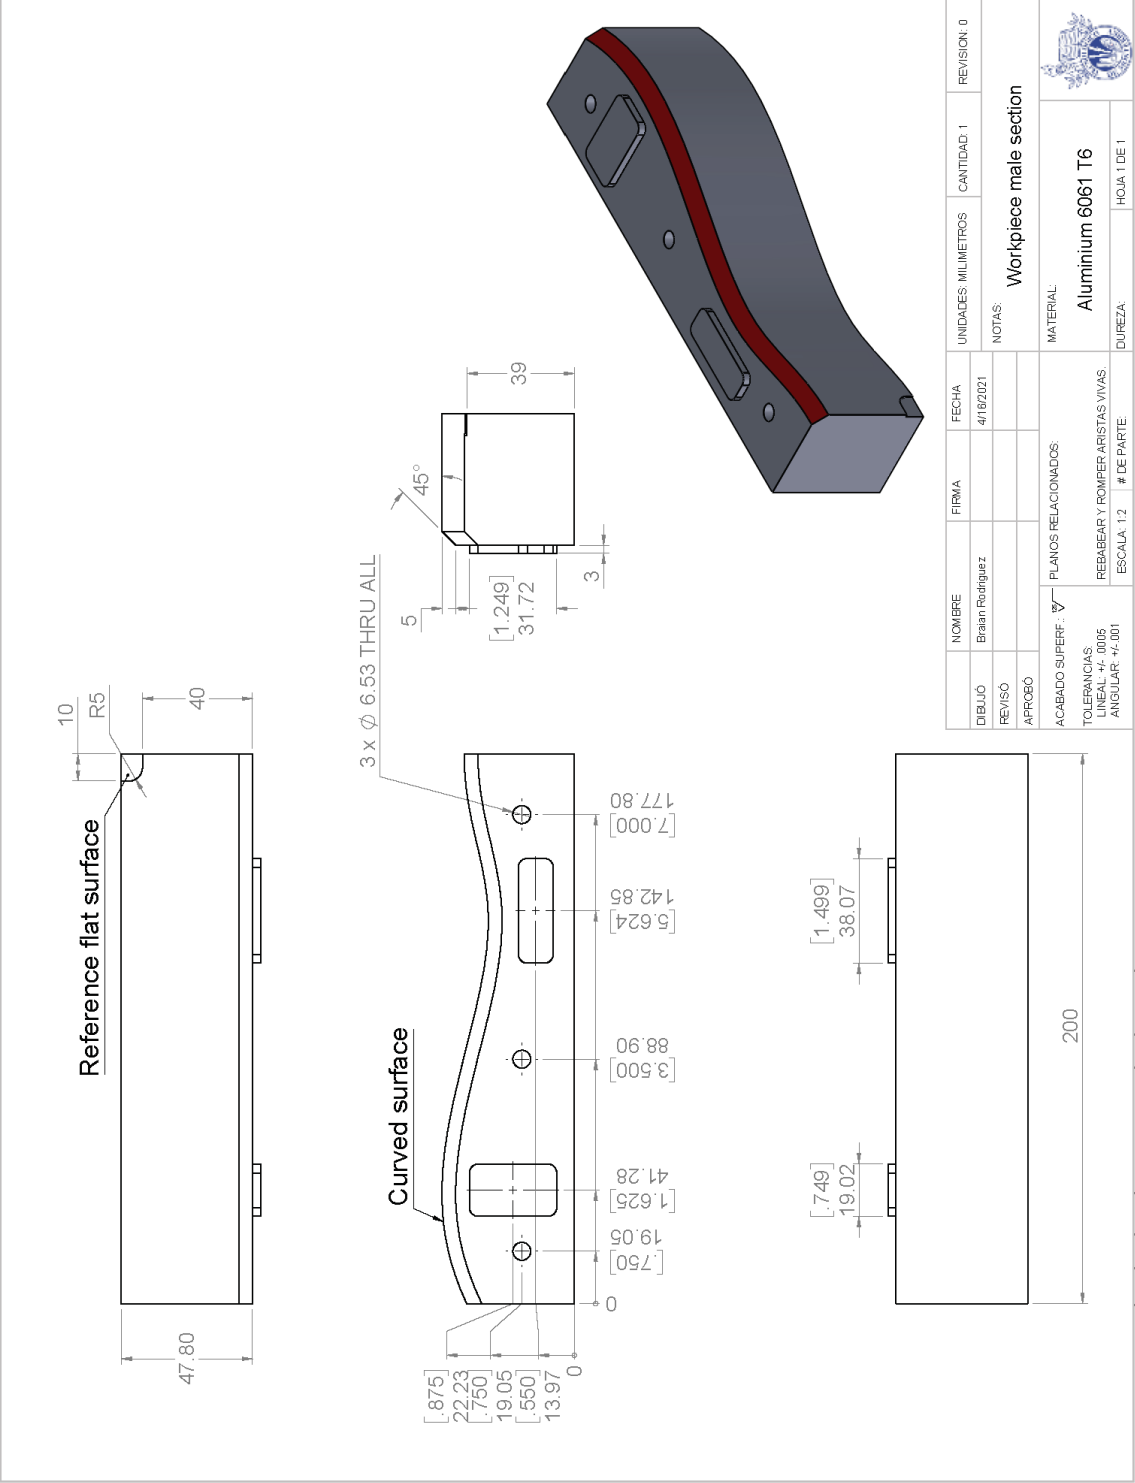 10
R5
40
Reference flat surface
47.80
3 x Ø 6.53 THRU ALL
Curved surface
[.875]
22.23
[.750]
19.05
[.550]
13.97
0
0
[.750]
19.05
[1.625]
41.28
[3.500]
88.90
[5.624]
142.85
[7.000]
177.80
5
45°
39
[1.249]
31.72
3
[.749]
19.02
[1.499]
38.07
200
NOMBRE
FIRMA
FECHA
UNIDADES: MILIMETROS
CANTIDAD: 1
REVISION: 0
DIBUJÓ
Braian Rodriguez
4/16/2021
REVISÓ
APROBÓ
NOTAS:
Workpiece male section
ACABADO SUPERF.:
PLANOS RELACIONADOS:
MATERIAL:
Aluminium 6061 T6
TOLERANCIAS:
LINEAL: +/- .0005
ANGULAR: +/-.001
REBABEAR Y ROMPER ARISTAS VIVAS.
ESCALA: 1:2
# DE PARTE:
DUREZA:
HOJA 1 DE 1